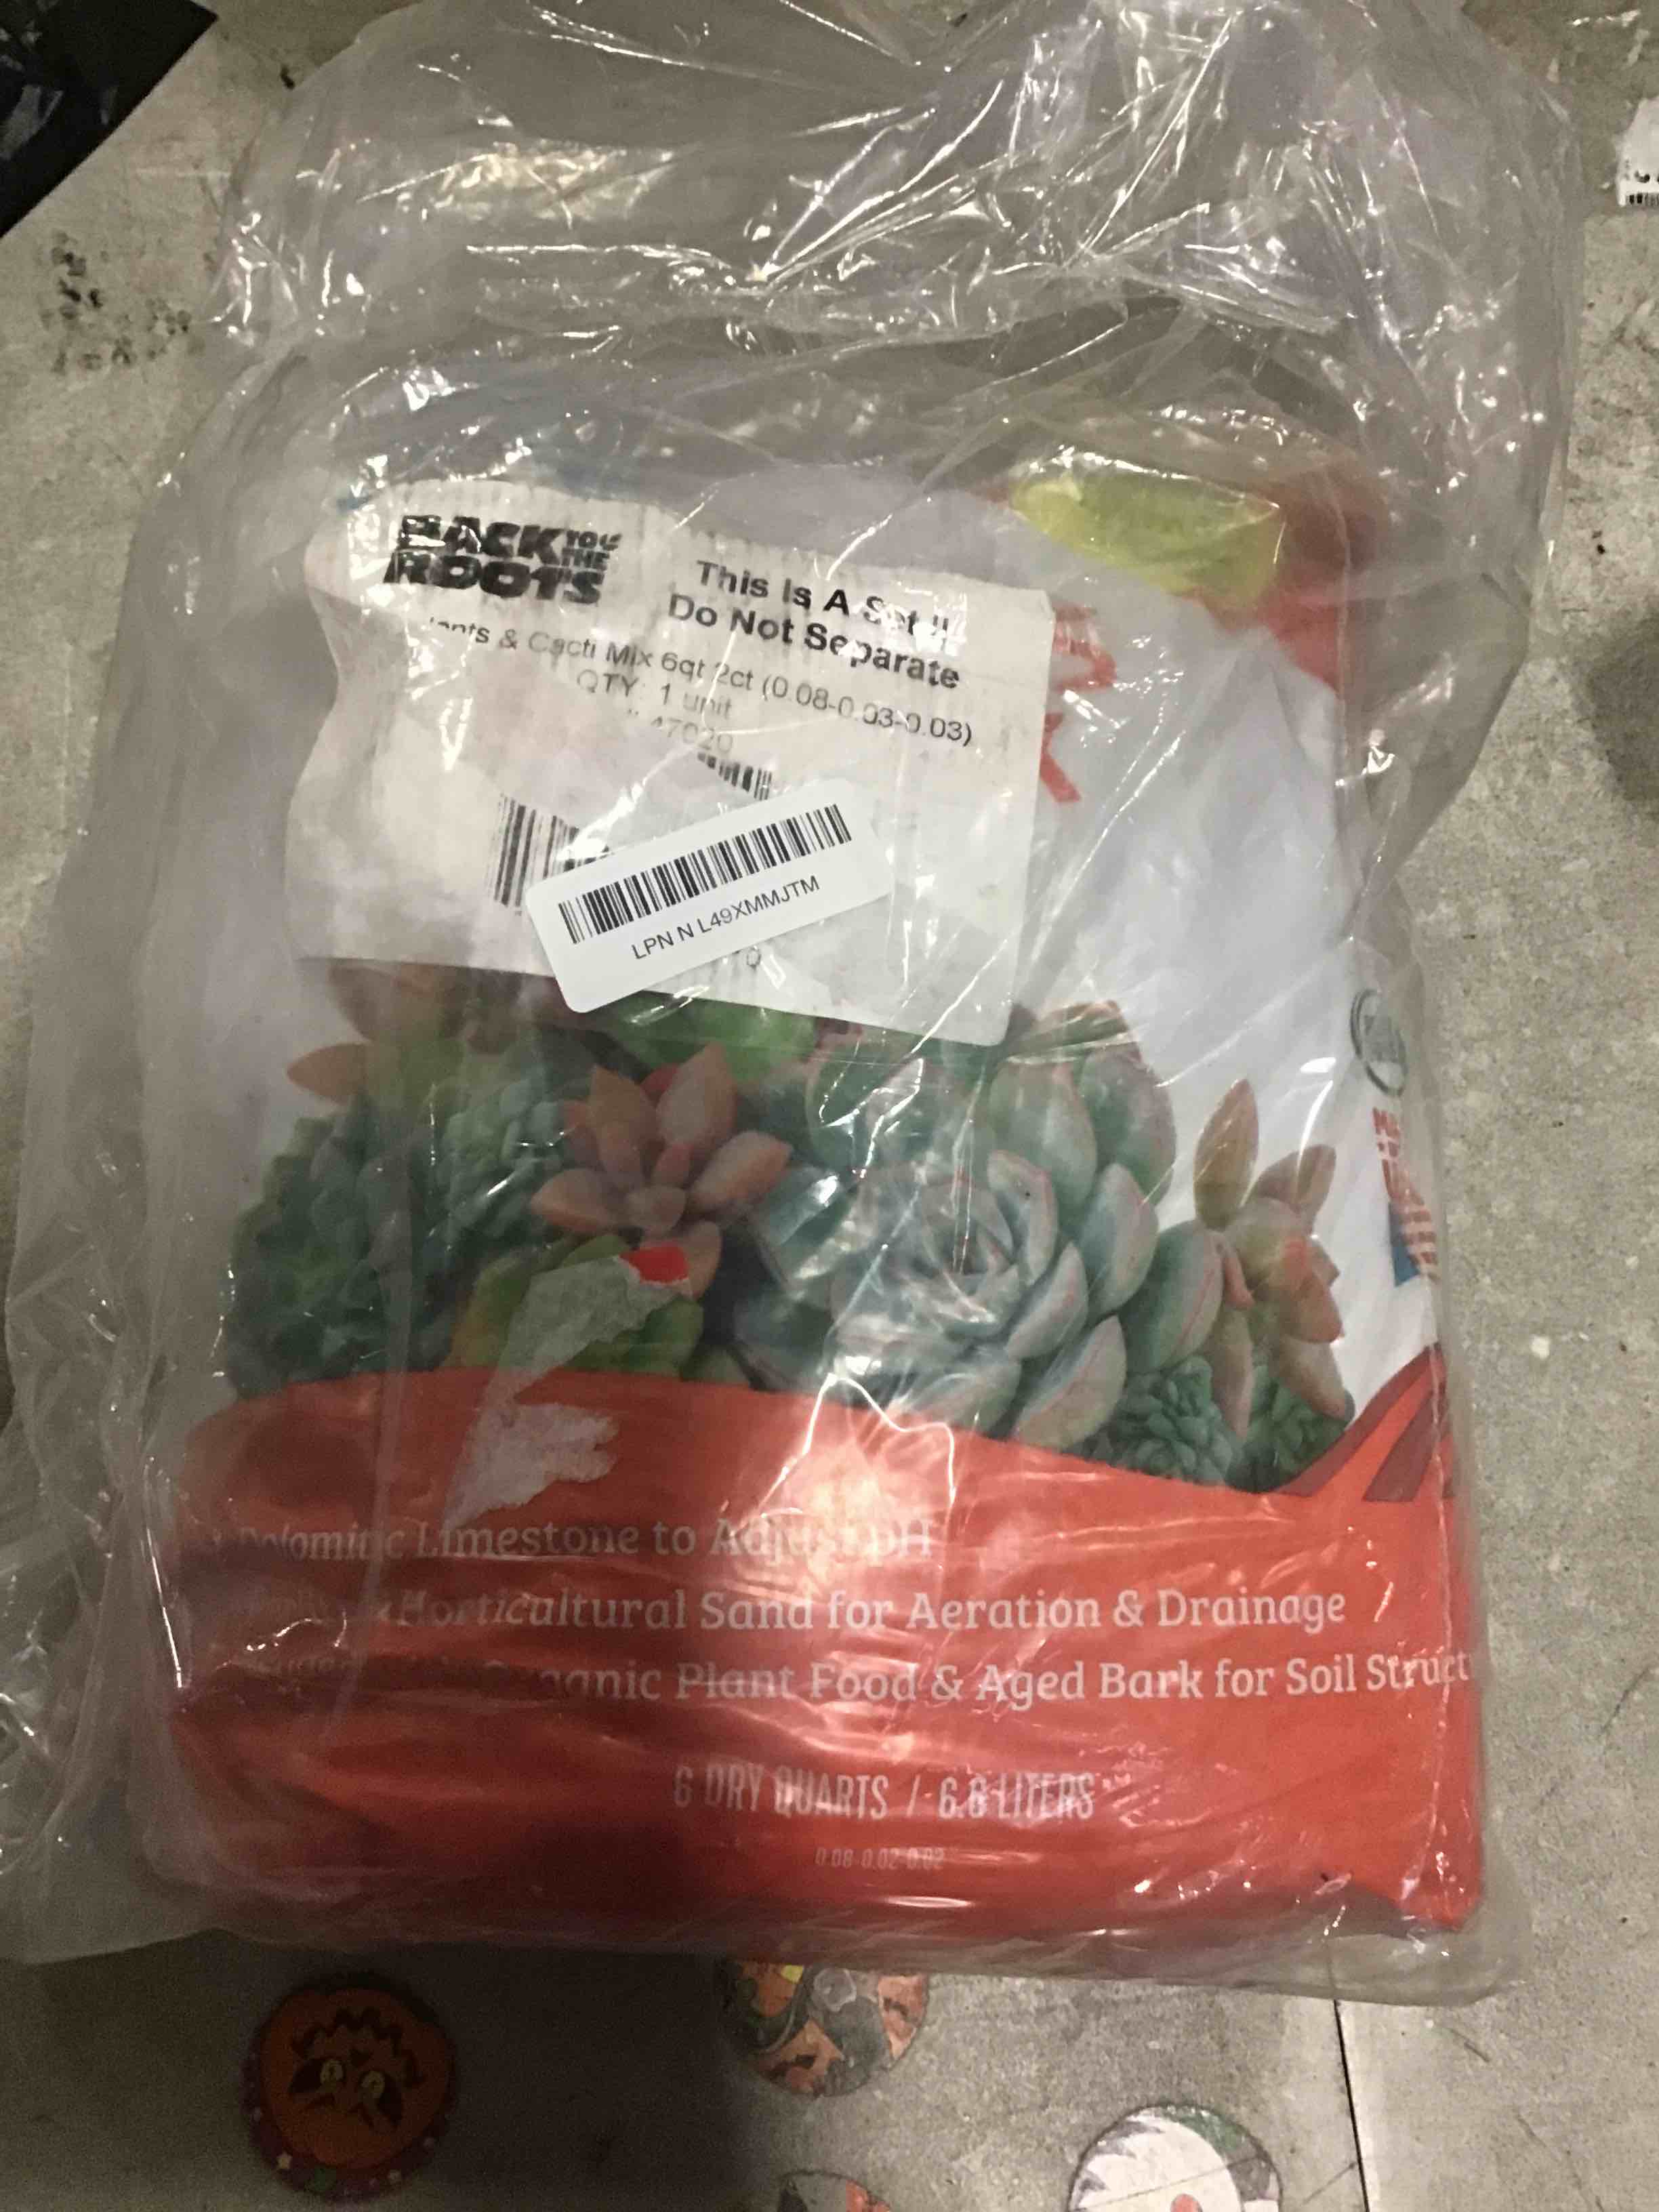 BACK TO THE ROOTS
This Is A Set !!
Do Not Separate
& Cacti Mix 6qt 2ct (0.08-0.03-0.03)
QTY: 1 unit
47020
LPN N L49XMMJTM
Limestone to Adjust pH
Horticultural Sand for Aeration & Drainage
Plant Food & Aged Bark for Soil Struct
6 DRY QUARTS / 6.6 LITERS
0.08-0.02-0.02